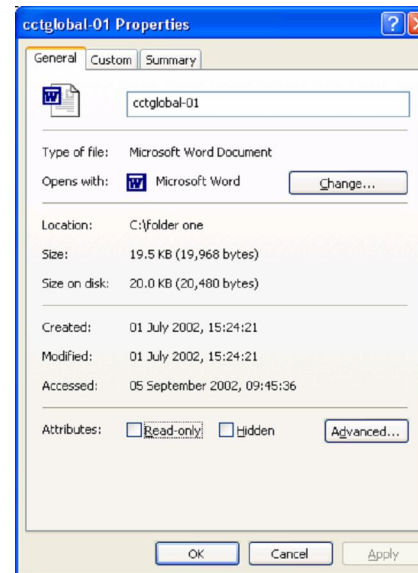 cctglobal-01 Properties
General Custom Summary
cctglobal-01
Type of file: Microsoft Word Document
Opens with: Microsoft Word Change...
Location: C:\folder one
Size: 19.5 KB (19,968 bytes)
Size on disk: 20.0 KB (20,480 bytes)
Created: 01 July 2002, 15:24:21
Modified: 01 July 2002, 15:24:21
Accessed: 05 September 2002, 09:45:36
Attributes: Read-only Hidden Advanced...
OK Cancel Apply